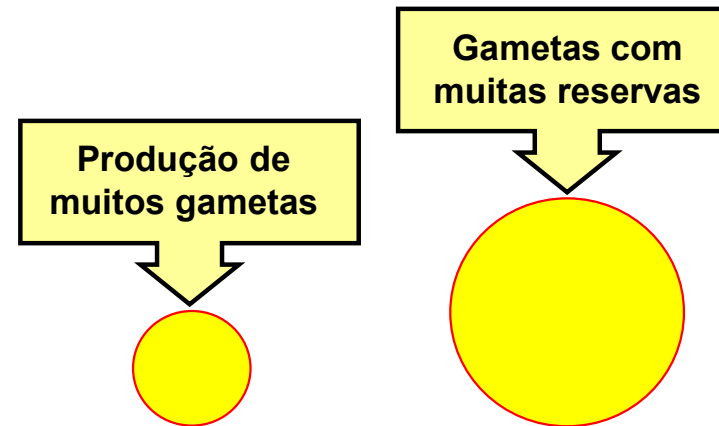 Produção de
muitos gametas
Gametas com
muitas reservas